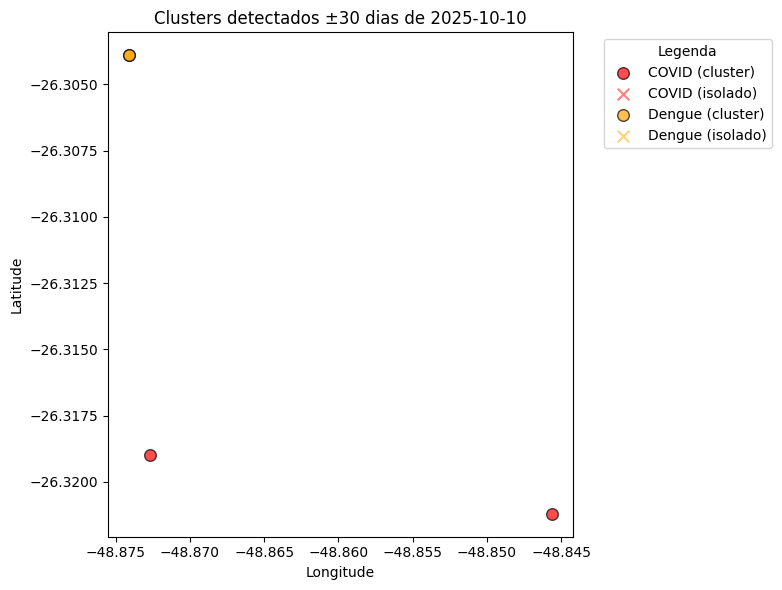 Clusters detectados ±30 dias de 2025-10-10
Legenda
COVID (cluster)
COVID (isolado)
Dengue (cluster)
Dengue (isolado)
Latitude
−26.3050
−26.3075
−26.3100
−26.3125
−26.3150
−26.3175
−26.3200
−48.875
−48.870
−48.865
−48.860
−48.855
−48.850
−48.845
Longitude